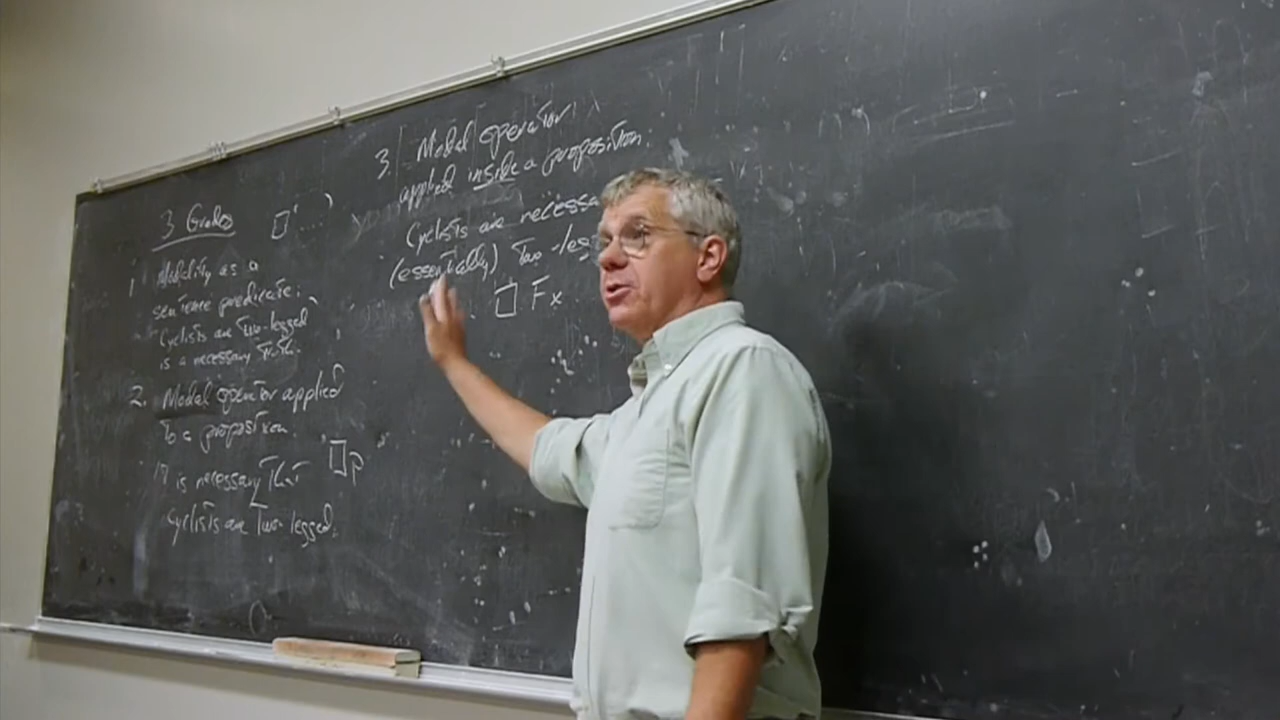 3 Grades □'...'
1 Modality as a
sentence predicate:
'Cyclists are two-legged'
is a necessary truth.
2. Modal operator applied
to a proposition.
'□p'
It is necessary that
cyclists are two legged.
3. Modal operator
applied inside a proposition.
Cyclists are necessa
(essentially) two-leg
□ Fx